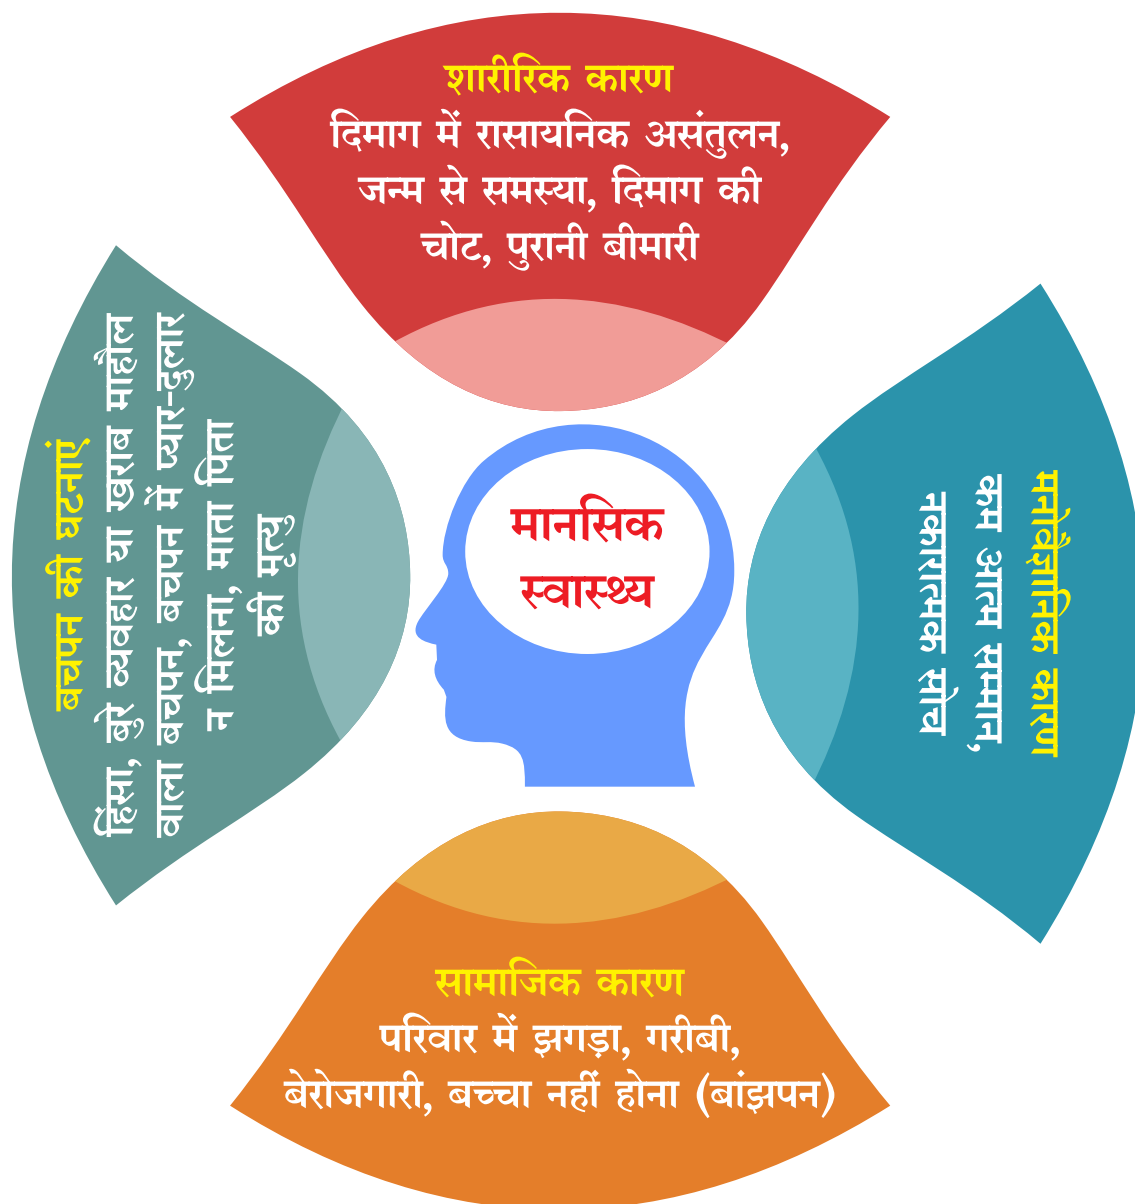 शारीरिक कारण
दिमाग में रासायनिक असंतुलन,
जन्म से समस्या, दिमाग की
चोट, पुरानी बीमारी
बचपन की घटनाएं
हिंसा, बुरे व्यवहार या खराब माहौल
वाला बचपन, बचपन में प्यार-दुलार
न मिलना, माता पिता
की मृत्यु
मानसिक
स्वास्थ्य
मनोवैज्ञानिक कारण
कम आत्म सम्मान,
नकारात्मक सोच
सामाजिक कारण
परिवार में झगड़ा, गरीबी,
बेरोजगारी, बच्चा नहीं होना (बांझपन)